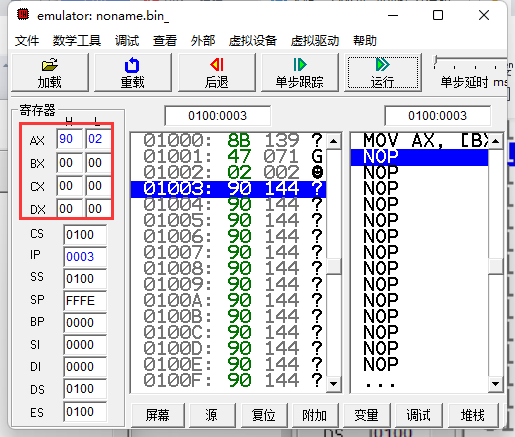 emulator: noname.bin_
文件 数学工具 调试 查看 外部 虚拟设备 虚拟驱动 帮助
加载 重载 后退 单步跟踪 运行 单步延时 ms
寄存器
H L
AX 90 02
BX 00 00
CX 00 00
DX 00 00
CS 0100
IP 0003
SS 0100
SP FFFE
BP 0000
SI 0000
DI 0000
DS 0100
ES 0100
0100:0003
01000: 8B 139 ?
01001: 47 071 G
01002: 02 002 ☻
01003: 90 144 ?
01004: 90 144 ?
01005: 90 144 ?
01006: 90 144 ?
01007: 90 144 ?
01008: 90 144 ?
01009: 90 144 ?
0100A: 90 144 ?
0100B: 90 144 ?
0100C: 90 144 ?
0100D: 90 144 ?
0100E: 90 144 ?
0100F: 90 144 ?
0100:0003
MOV AX, [BX
NOP
NOP
NOP
NOP
NOP
NOP
NOP
NOP
NOP
NOP
NOP
NOP
NOP
NOP
...
屏幕 源 复位 附加 变量 调试 堆栈